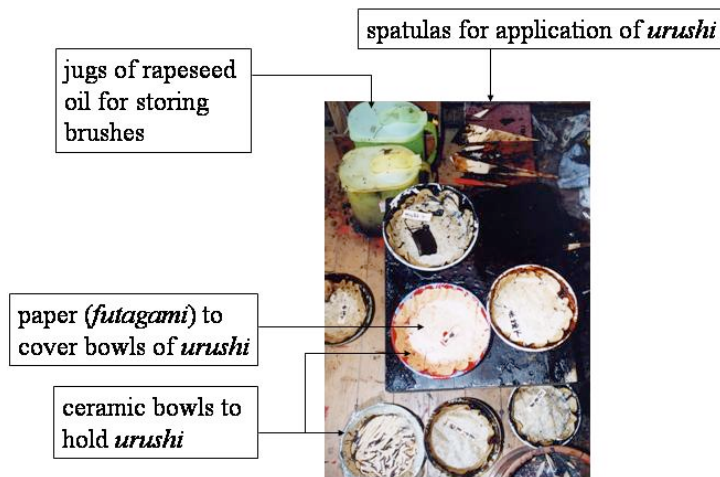 spatulas for application of urushi
jugs of rapeseed
oil for storing
brushes
paper (futagami) to
cover bowls of urushi
ceramic bowls to
hold urushi